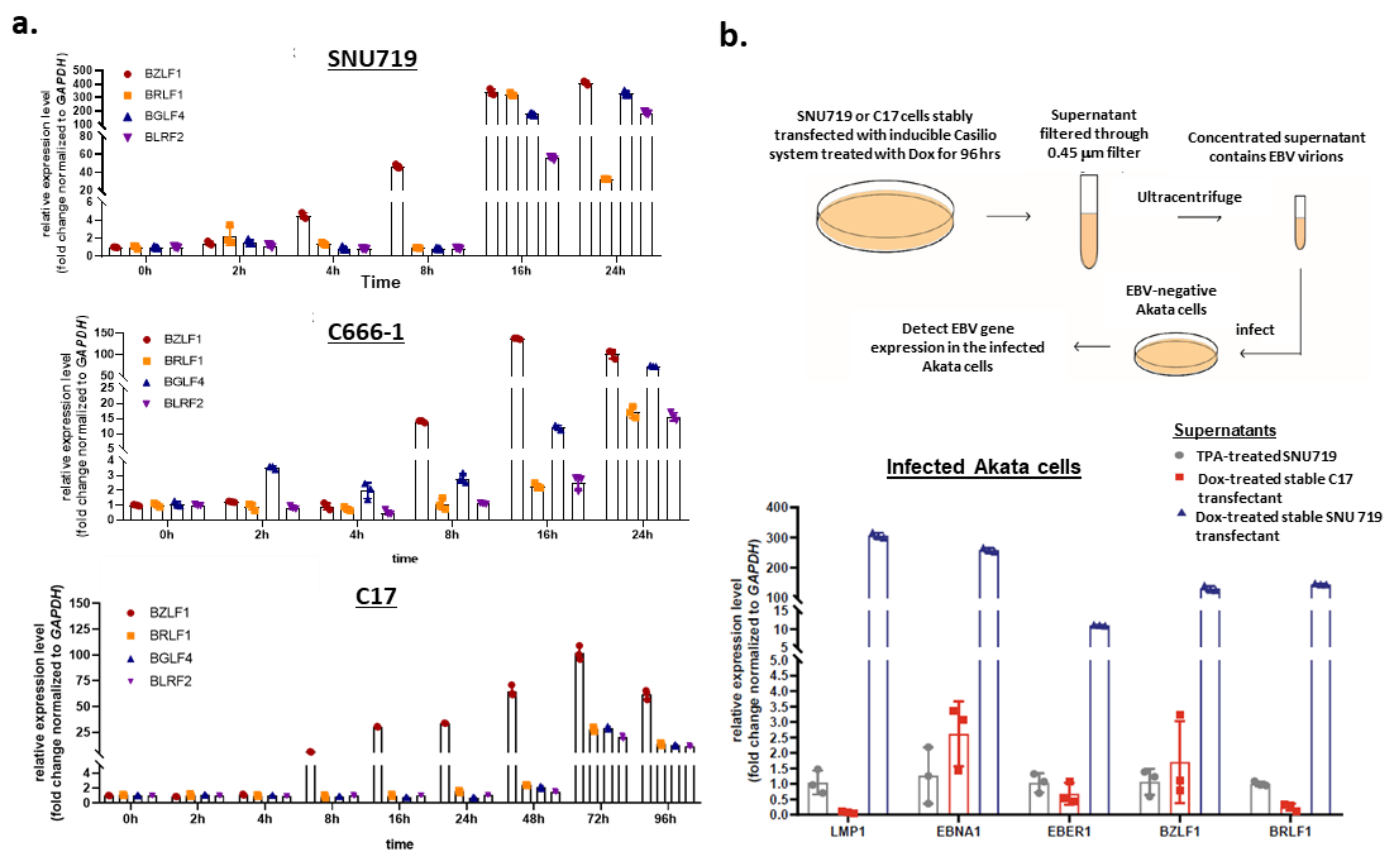 a.
SNU719
relative expression level
(fold change normalized to GAPDH)
500
400
300
200
100
80
60
40
20
6
4
2
0
BZLF1
BRLF1
BGLF4
BLRF2
0h 2h 4h 8h 16h 24h
Time
C666-1
relative expression level
(fold change normalized to GAPDH)
150
100
50
25
20
15
10
5
4
3
2
1
0
BZLF1
BRLF1
BGLF4
BLRF2
0h 2h 4h 8h 16h 24h
time
C17
relative expression level
(fold change normalized to GAPDH)
150
125
100
75
50
25
4
2
0
BZLF1
BRLF1
BGLF4
BLRF2
0h 2h 4h 8h 16h 24h 48h 72h 96h
time
b.
SNU719 or C17 cells stably
transfected with inducible Casilio
system treated with Dox for 96 hrs
Supernatant
filtered through
0.45 µm filter
Concentrated supernatant
contains EBV virions
Ultracentrifuge
EBV-negative
Akata cells
infect
Detect EBV gene
expression in the infected
Akata cells
Supernatants
TPA-treated SNU719
Dox-treated stable C17
transfectant
Dox-treated stable SNU 719
transfectant
Infected Akata cells
relative expression level
(fold change normalized to GAPDH)
400
300
200
100
15
10
5
5.0
4.5
4.0
3.5
3.0
2.5
2.0
1.5
1.0
0.5
0.0
LMP1 EBNA1 EBER1 BZLF1 BRLF1